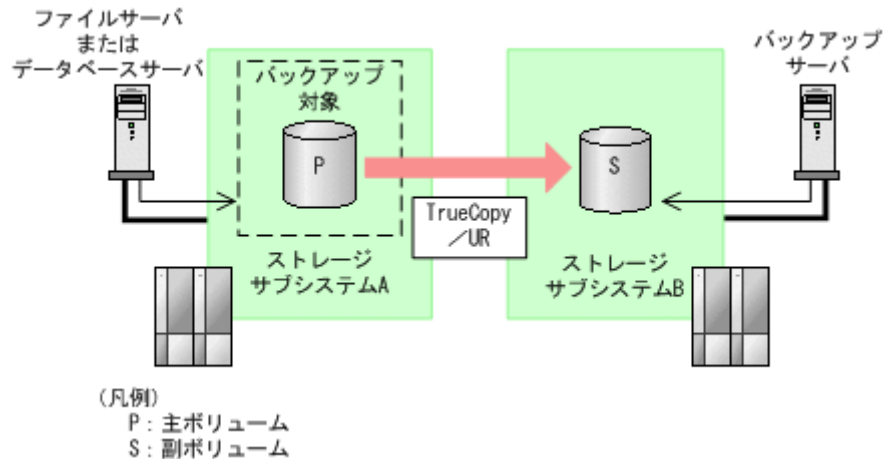 ファイルサーバ
または
データベースサーバ
バックアップ
対象
P
TrueCopy
/UR
ストレージ
サブシステムA
S
ストレージ
サブシステムB
バックアップ
サーバ
(凡例)
P:主ボリューム
S:副ボリューム